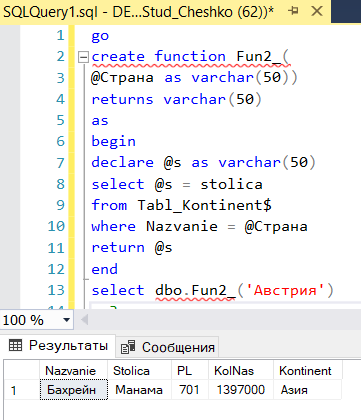 SQLQuery1.sql - DE...Stud_Cheshko (62))*
1 go
2 create function Fun2_(
3 @Страна as varchar(50))
4 returns varchar(50)
5 as
6 begin
7 declare @s as varchar(50)
8 select @s = stolica
9 from Tabl_Kontinent$
10 where Nazvanie = @Страна
11 return @s
12 end
13 select dbo.Fun2_('Австрия')
100 %
Результаты Сообщения
Nazvanie Stolica PL KolNas Kontinent
1 Бахрейн Манама 701 1397000 Азия